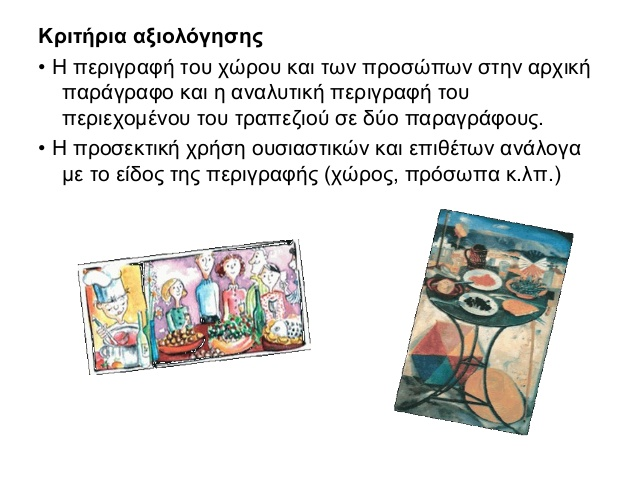 Κριτήρια αξιολόγησης
• Η περιγραφή του χώρου και των προσώπων στην αρχική
παράγραφο και η αναλυτική περιγραφή του
περιεχομένου του τραπεζιού σε δύο παραγράφους.
• Η προσεκτική χρήση ουσιαστικών και επιθέτων ανάλογα
με το είδος της περιγραφής (χώρος, πρόσωπα κ.λπ.)